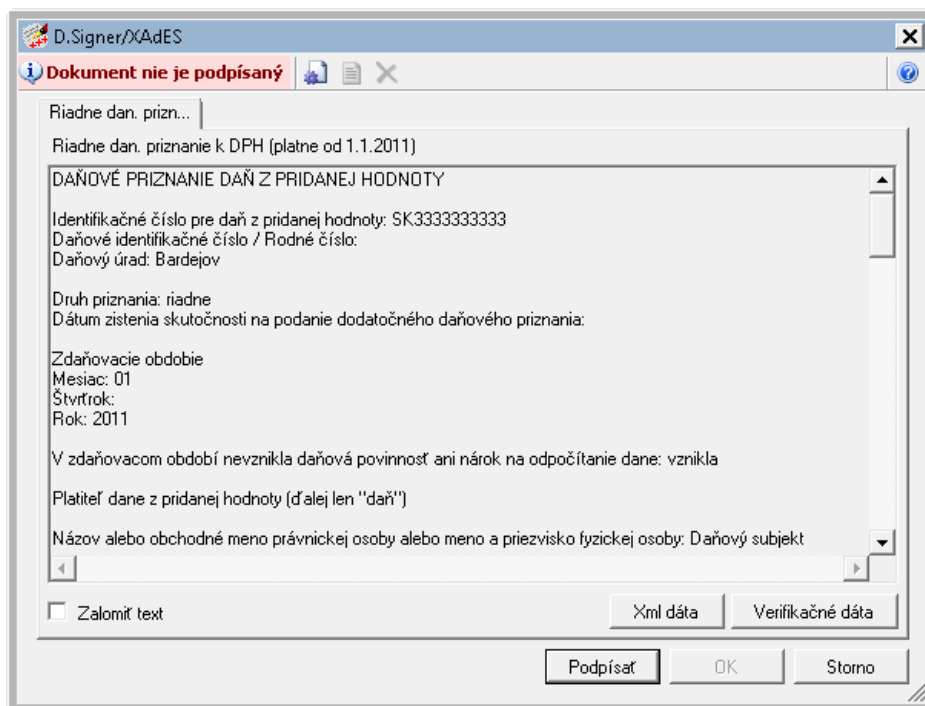 D.Signer/XAdES
Dokument nie je podpísaný
Riadne dan. prizn...
Riadne dan. priznanie k DPH (platne od 1.1.2011)
DAŇOVÉ PRIZNANIE DAŇ Z PRIDANEJ HODNOTY
Identifikačné číslo pre daň z pridanej hodnoty: SK3333333333
Daňové identifikačné číslo / Rodné číslo:
Daňový úrad: Bardejov
Druh priznania: riadne
Dátum zistenia skutočnosti na podanie dodatočného daňového priznania:
Zdaňovacie obdobie
Mesiac: 01
Štvrťrok:
Rok: 2011
V zdaňovacom období nevznikla daňová povinnosť ani nárok na odpočítanie dane: vznikla
Platiteľ dane z pridanej hodnoty (ďalej len "daň")
Názov alebo obchodné meno právnickej osoby alebo meno a priezvisko fyzickej osoby: Daňový subjekt
Zalomiť text
Xml dáta
Verifikačné dáta
Podpísať
OK
Storno